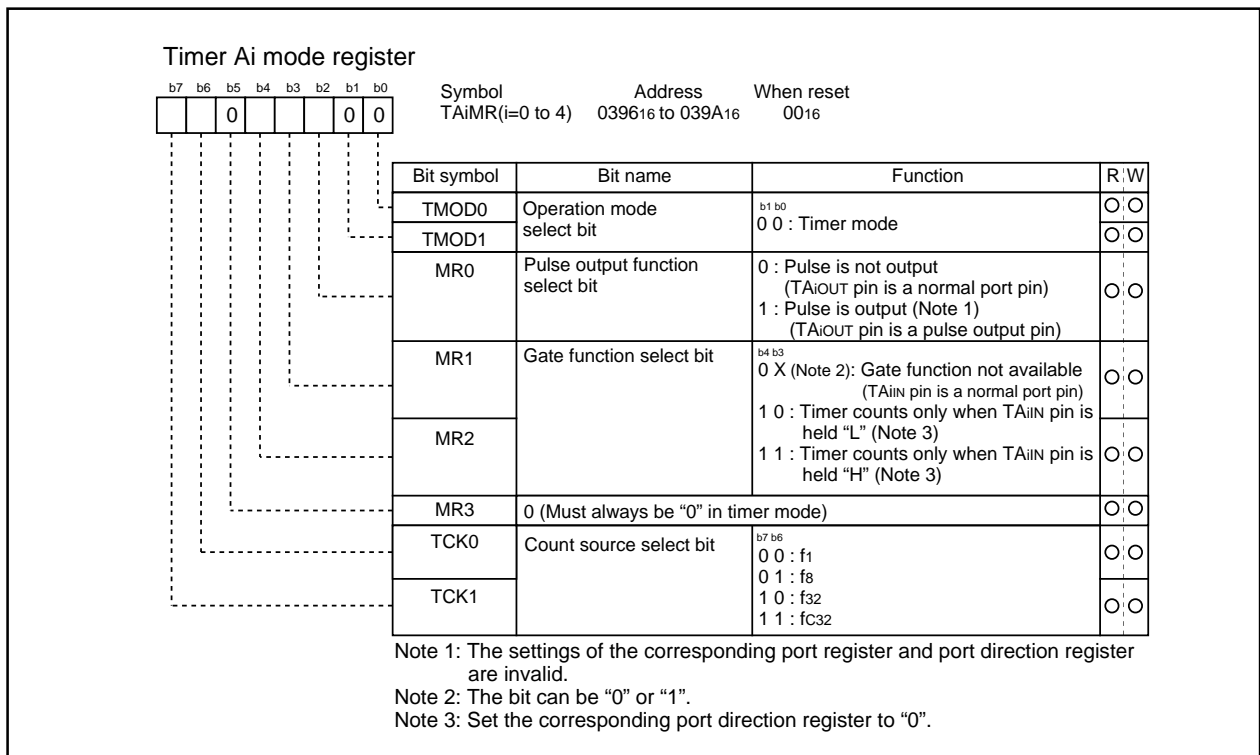 Timer Ai mode register
b7 b6 b5 b4 b3 b2 b1 b0
0 0 0
Symbol Address When reset
TAiMR(i=0 to 4) 039616 to 039A16 0016
Bit symbol Bit name Function R W
TMOD0 Operation mode select bit b1 b0
0 0 : Timer mode
TMOD1
MR0 Pulse output function select bit
0 : Pulse is not output
(TAiOUT pin is a normal port pin)
1 : Pulse is output (Note 1)
(TAiOUT pin is a pulse output pin)
MR1 Gate function select bit b4 b3
0 X (Note 2): Gate function not available
(TAiIN pin is a normal port pin)
1 0 : Timer counts only when TAiIN pin is
held “L” (Note 3)
MR2
1 1 : Timer counts only when TAiIN pin is
held “H” (Note 3)
MR3 0 (Must always be “0” in timer mode)
TCK0 Count source select bit b7 b6
0 0 : f1
0 1 : f8
TCK1
1 0 : f32
1 1 : fC32
Note 1: The settings of the corresponding port register and port direction register
are invalid.
Note 2: The bit can be “0” or “1”.
Note 3: Set the corresponding port direction register to “0”.